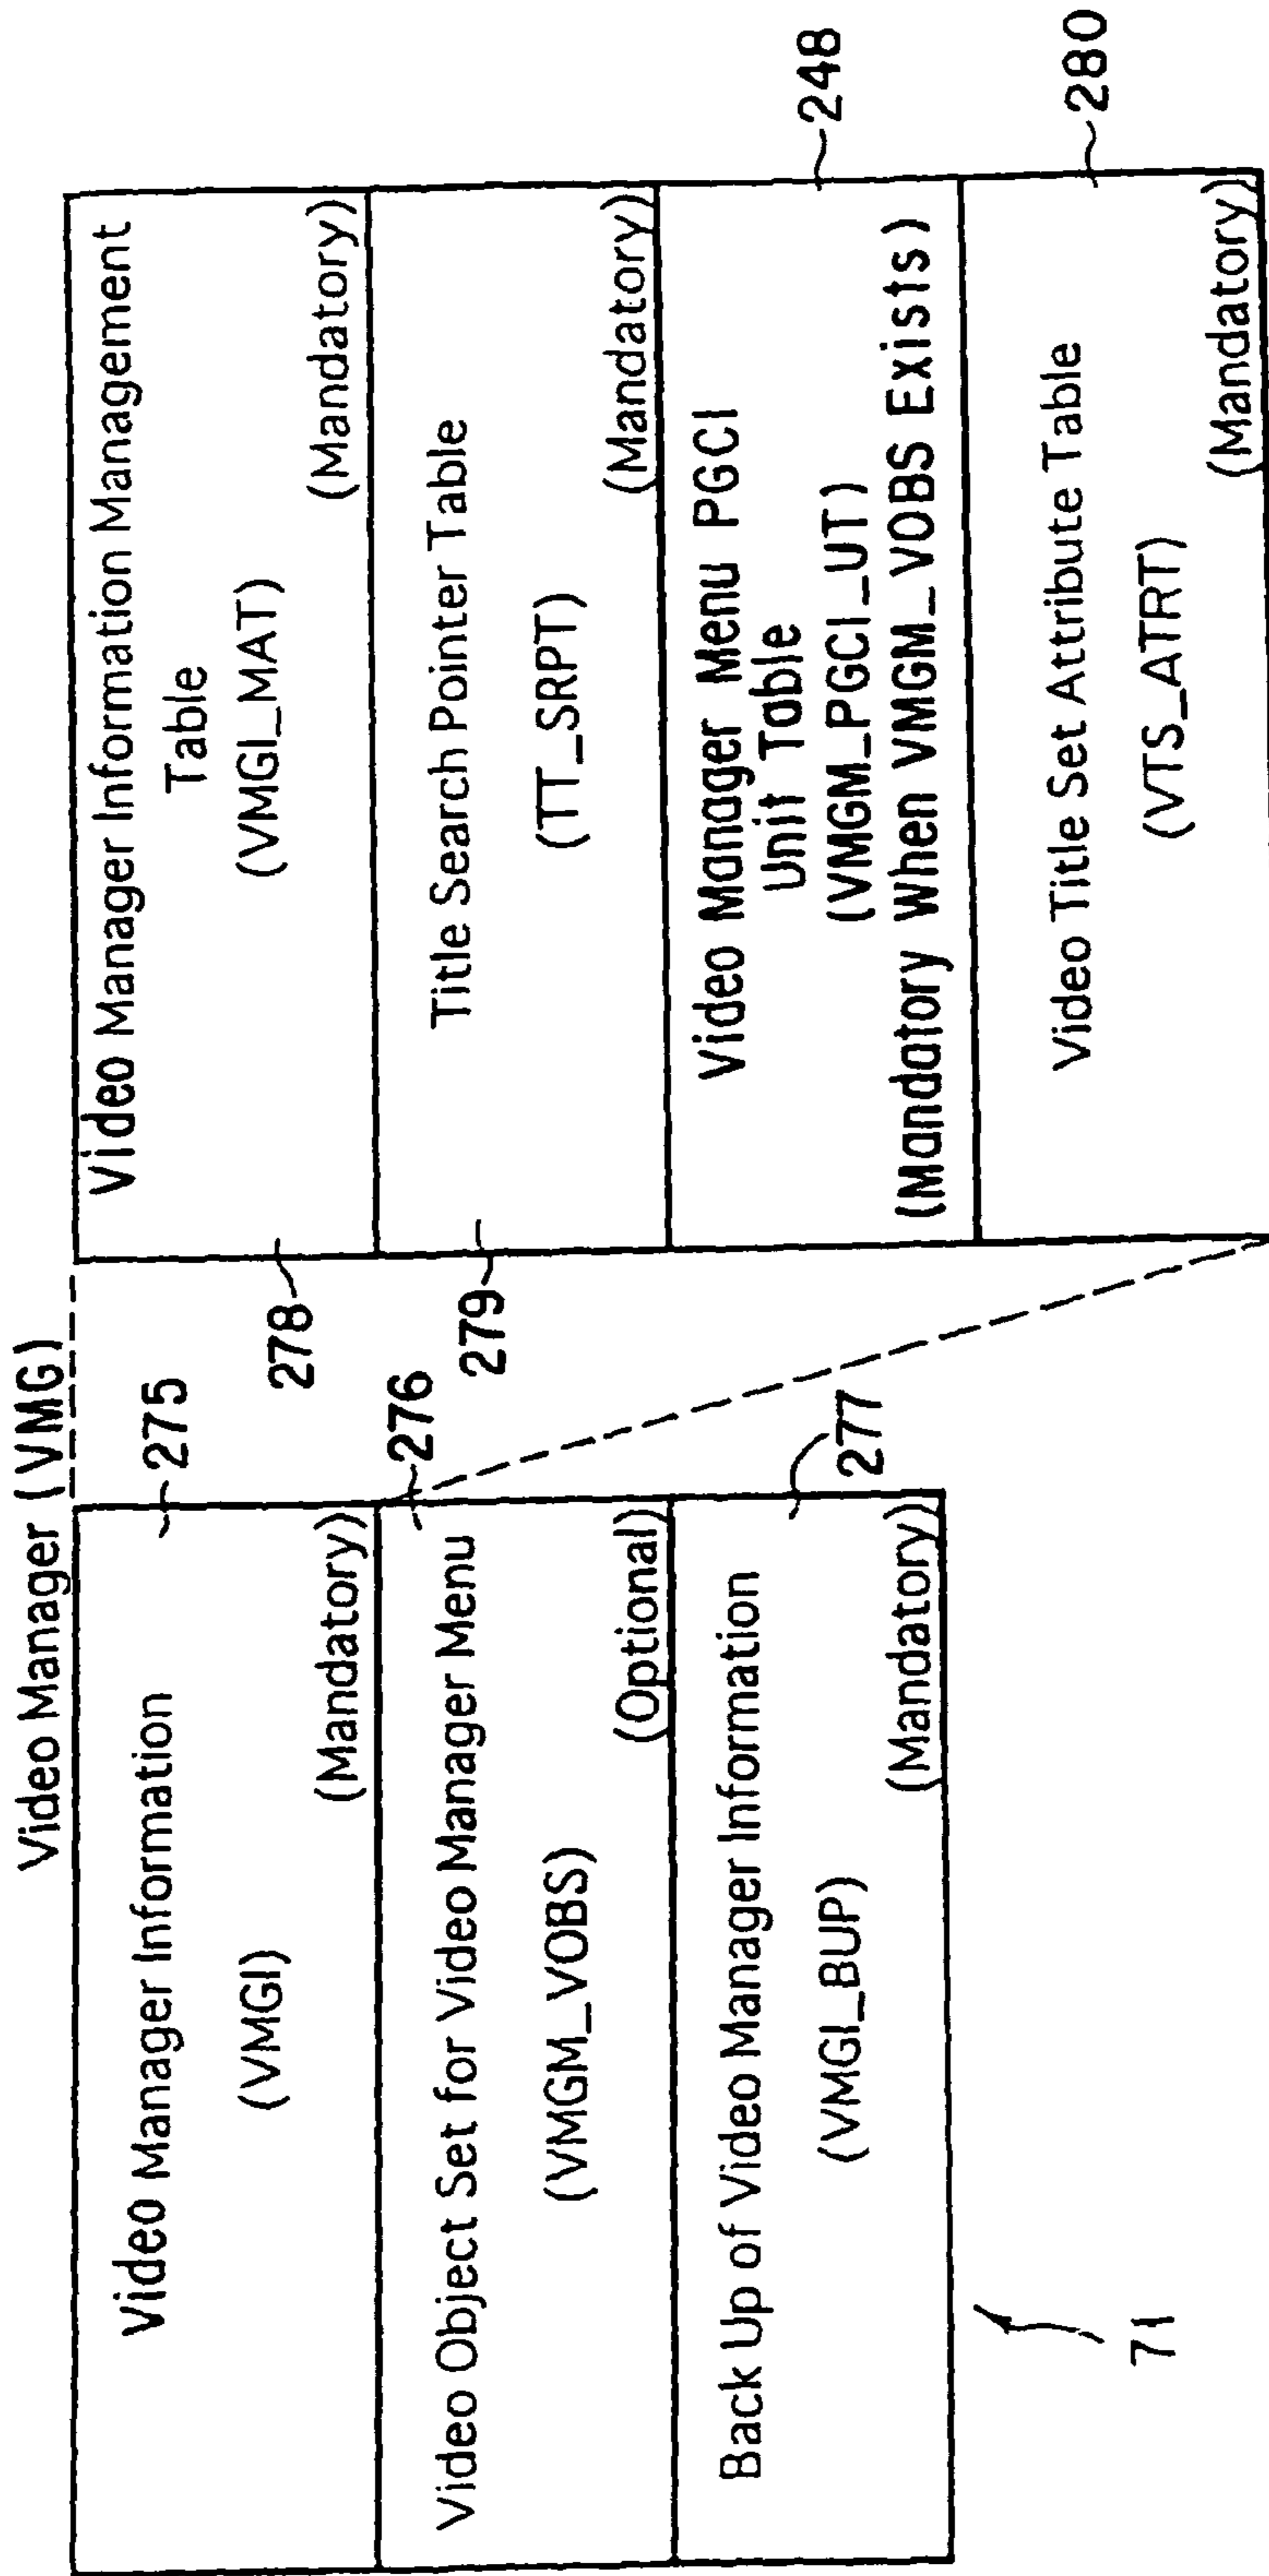 Video Manager (VMG)
Video Manager Information
(VMGI)
(Mandatory)
275
Video Object Set for Video Manager Menu
(VMGM_VOBS)
(Optional)
276
Back Up of Video Manager Information
(VMGI_BUP)
(Mandatory)
277
71
Video Manager Information Management
Table
(VMGI_MAT)
(Mandatory)
278
Title Search Pointer Table
(TT_SRPT)
(Mandatory)
279
Video Manager Menu PGCI
Unit Table
(VMGM_PGCI_UT)
(Mandatory When VMGM_VOBS Exists)
248
Video Title Set Attribute Table
(VTS_ATRT)
(Mandatory)
280